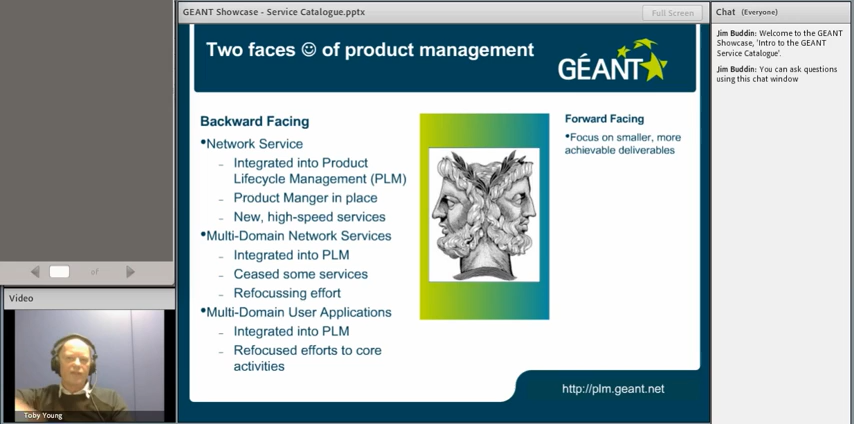 GEANT Showcase - Service Catalogue.pptx
Full Screen
Two faces ☺ of product management
GÉANT
Backward Facing
•Network Service
- Integrated into Product
Lifecycle Management (PLM)
- Product Manger in place
- New, high-speed services
•Multi-Domain Network Services
- Integrated into PLM
- Ceased some services
- Refocussing effort
•Multi-Domain User Applications
- Integrated into PLM
- Refocused efforts to core
activities
Forward Facing
•Focus on smaller, more
achievable deliverables
http://plm.geant.net
of
Video
Toby Young
Chat (Everyone)
Jim Buddin: Welcome to the GEANT
Showcase, 'Intro to the GEANT
Service Catalogue'.
Jim Buddin: You can ask questions
using this chat window